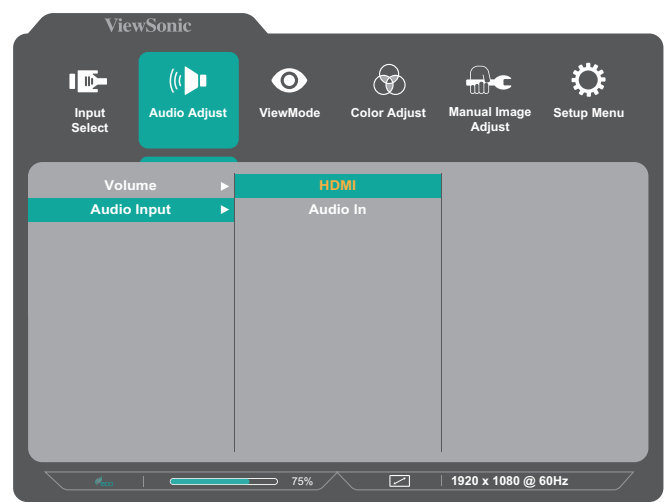 ViewSonic
Input
Select
Audio Adjust
ViewMode
Color Adjust
Manual Image
Adjust
Setup Menu
Volume
HDMI
Audio Input
Audio In
eco
75%
1920 x 1080 @ 60Hz